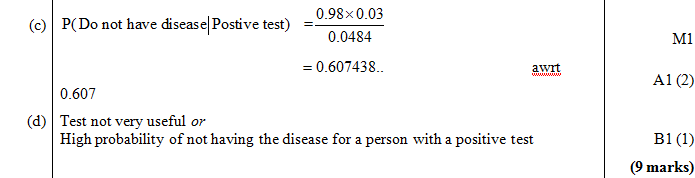 (c) P(Do not have disease|Postive test) = 0.98×0.03 / 0.0484
M1
= 0.607438.. awrt
A1 (2)
0.607
(d) Test not very useful or
High probability of not having the disease for a person with a positive test B1 (1)
(9 marks)